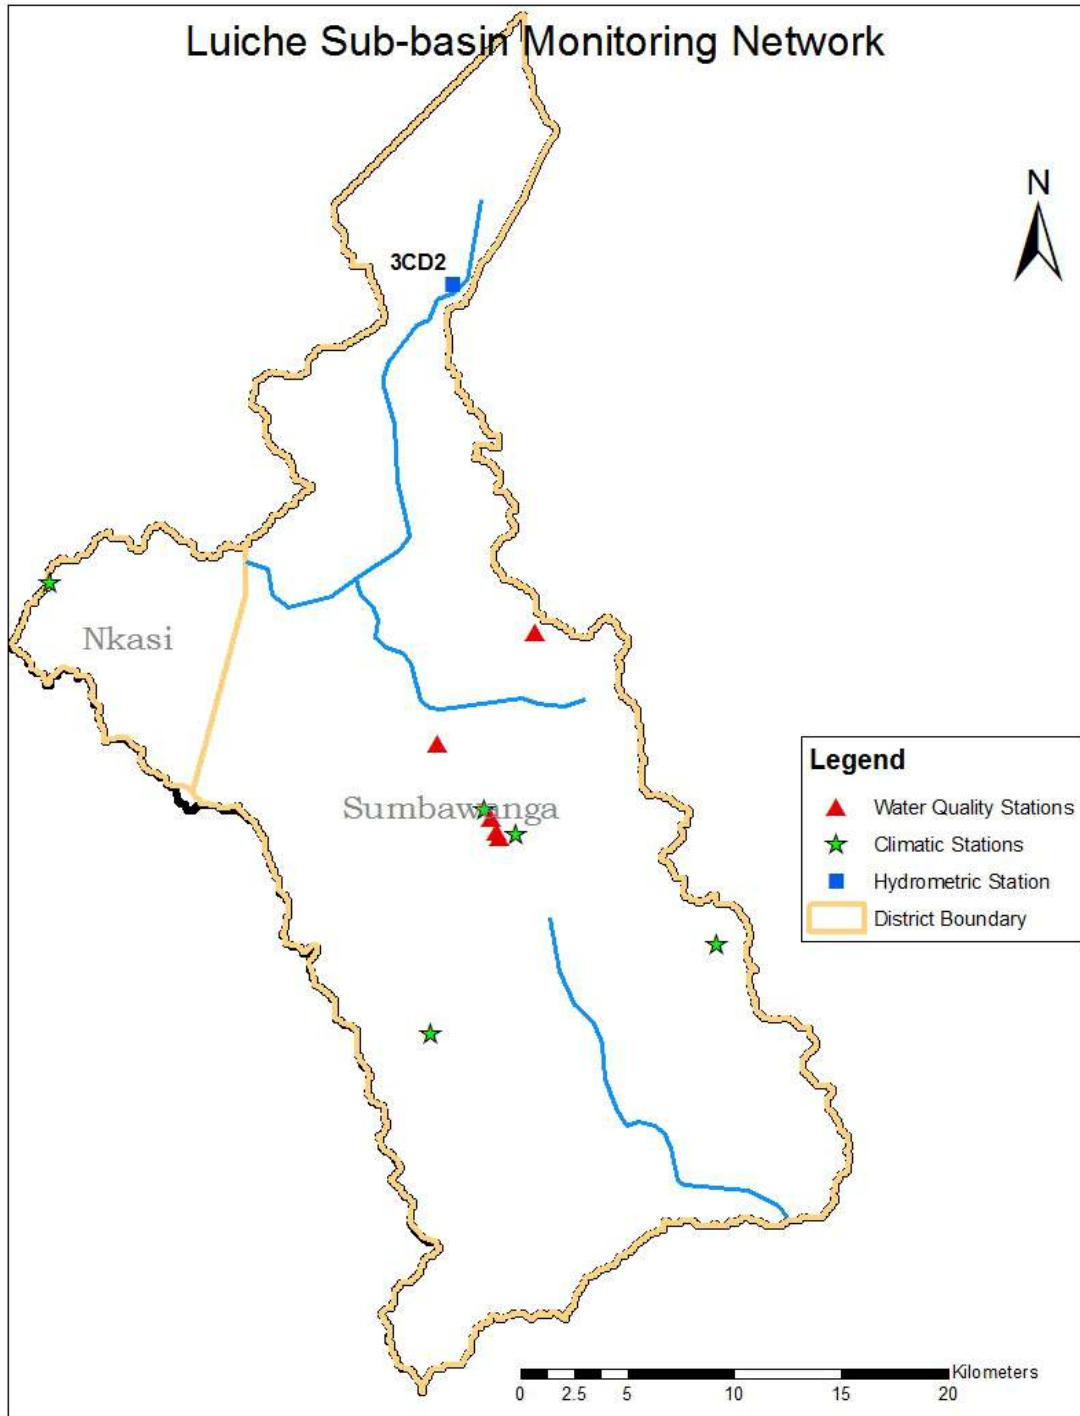 Luiche Sub-basin Monitoring Network
N
3CD2
Nkasi
Sumbawanga
Legend
Water Quality Stations
Climatic Stations
Hydrometric Station
District Boundary
Kilometers
0 2.5 5 10 15 20